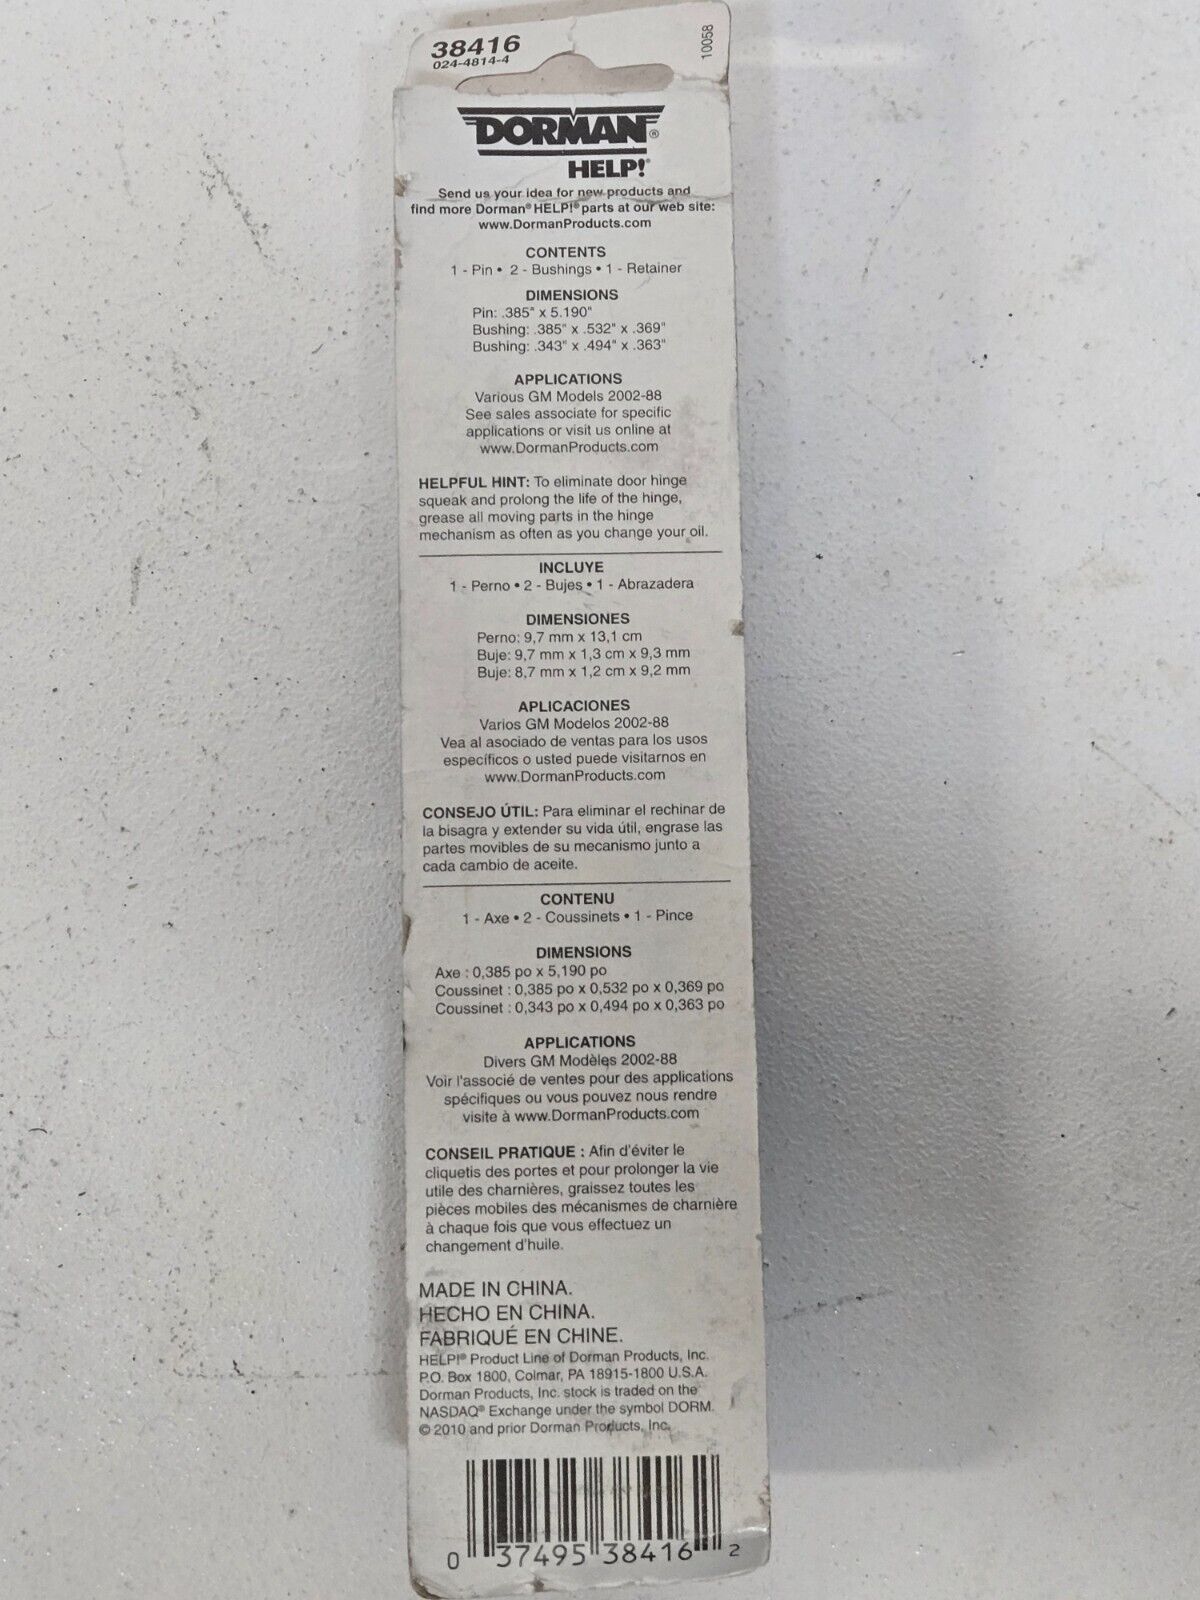 38416
024-4814-4
10058
DORMAN®
HELP!®
Send us your idea for new products and
find more Dorman® HELP!® parts at our web site:
www.DormanProducts.com
CONTENTS
1 - Pin • 2 - Bushings • 1 - Retainer
DIMENSIONS
Pin: .385" x 5.190"
Bushing: .385" x .532" x .369"
Bushing: .343" x .494" x .363"
APPLICATIONS
Various GM Models 2002-88
See sales associate for specific
applications or visit us online at
www.DormanProducts.com
HELPFUL HINT: To eliminate door hinge
squeak and prolong the life of the hinge,
grease all moving parts in the hinge
mechanism as often as you change your oil.
INCLUYE
1 - Perno • 2 - Bujes • 1 - Abrazadera
DIMENSIONES
Perno: 9,7 mm x 13,1 cm
Buje: 9,7 mm x 1,3 cm x 9,3 mm
Buje: 8,7 mm x 1,2 cm x 9,2 mm
APLICACIONES
Varios GM Modelos 2002-88
Vea al asociado de ventas para los usos
específicos o usted puede visitarnos en
www.DormanProducts.com
CONSEJO ÚTIL: Para eliminar el rechinar de
la bisagra y extender su vida útil, engrase las
partes movibles de su mecanismo junto a
cada cambio de aceite.
CONTENU
1 - Axe • 2 - Coussinets • 1 - Pince
DIMENSIONS
Axe : 0,385 po x 5,190 po
Coussinet : 0,385 po x 0,532 po x 0,369 po
Coussinet : 0,343 po x 0,494 po x 0,363 po
APPLICATIONS
Divers GM Modèles 2002-88
Voir l'associé de ventes pour des applications
spécifiques ou vous pouvez nous rendre
visite à www.DormanProducts.com
CONSEIL PRATIQUE : Afin d'éviter le
cliquetis des portes et pour prolonger la vie
utile des charnières, graissez toutes les
pièces mobiles des mécanismes de charnière
à chaque fois que vous effectuez un
changement d'huile.
MADE IN CHINA.
HECHO EN CHINA.
FABRIQUÉ EN CHINE.
HELP!® Product Line of Dorman Products, Inc.
P.O. Box 1800, Colmar, PA 18915-1800 U.S.A.
Dorman Products, Inc. stock is traded on the
NASDAQ® Exchange under the symbol DORM.
© 2010 and prior Dorman Products, Inc.
0 37495 38416 2